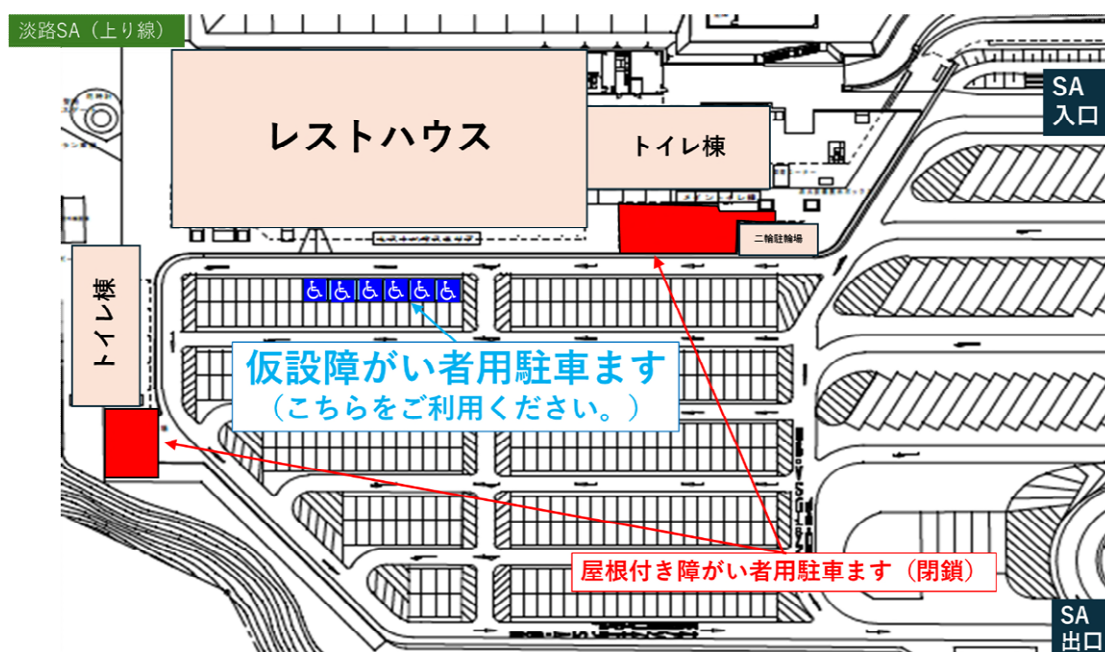 淡路SA（上り線）
SA
入口
レストハウス
トイレ棟
二輪駐輪場
トイレ棟
仮設障がい者用駐車ます
（こちらをご利用ください。）
屋根付き障がい者用駐車ます（閉鎖）
SA
出口